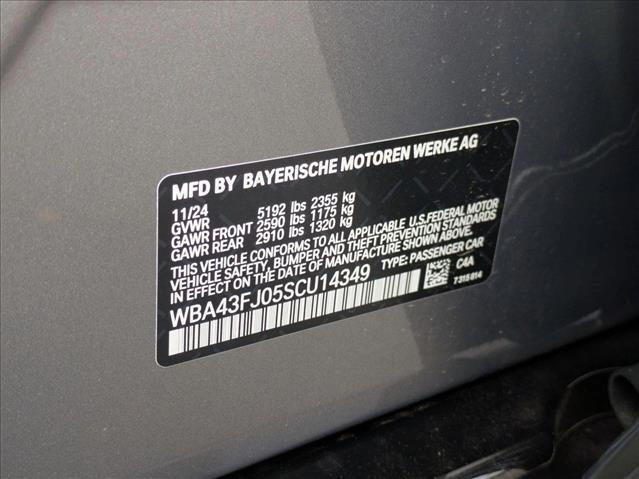 MFD BY BAYERISCHE MOTOREN WERKE AG
11/24
GVWR 5192 lbs 2355 kg
GAWR FRONT 2590 lbs 1175 kg
GAWR REAR 2910 lbs 1320 kg
THIS VEHICLE CONFORMS TO ALL APPLICABLE U.S. FEDERAL MOTOR
VEHICLE SAFETY, BUMPER, AND THEFT PREVENTION STANDARDS
IN EFFECT ON THE DATE OF MANUFACTURE SHOWN ABOVE.
WBA43FJ05SCU14349 TYPE: PASSENGER CAR
C4A
7315814